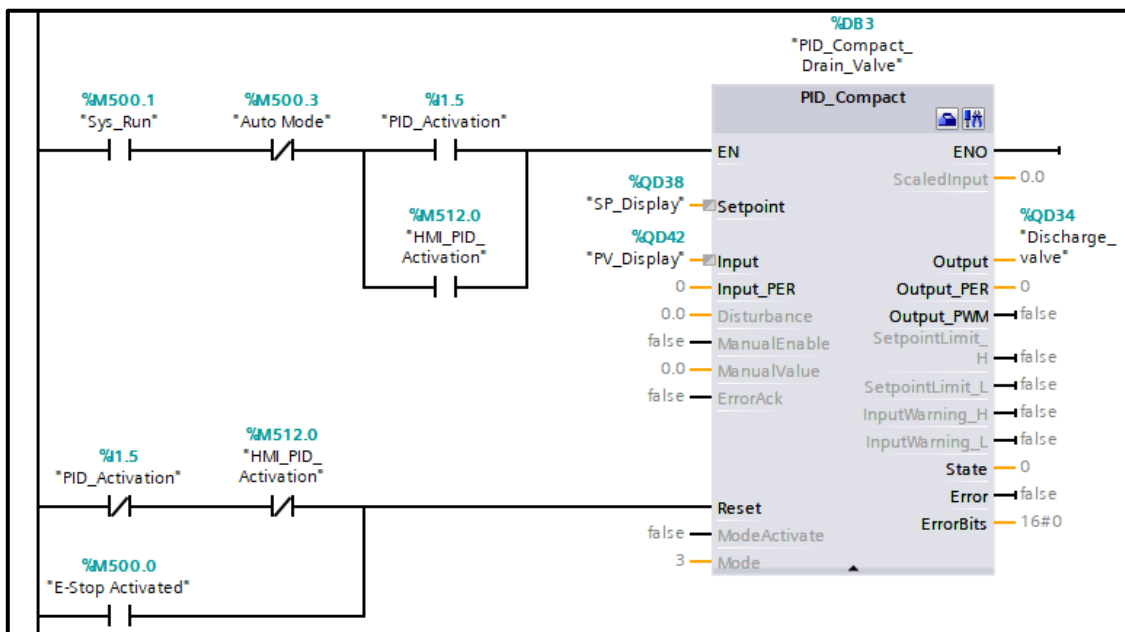 %DB3
"PID_Compact_
Drain_Valve"
PID_Compact
%M500.1
"Sys_Run"
%M500.3
"Auto Mode"
%I1.5
"PID_Activation"
%M512.0
"HMI_PID_
Activation"
EN
ENO
ScaledInput
0.0
%QD38
"SP_Display"
Setpoint
%QD34
"Discharge_
valve"
%QD42
"PV_Display"
Input
Output
0
Input_PER
Output_PER
0
0.0
Disturbance
Output_PWM
false
false
ManualEnable
SetpointLimit_
H
false
0.0
ManualValue
SetpointLimit_L
false
false
ErrorAck
InputWarning_H
false
InputWarning_L
false
State
0
Error
false
ErrorBits
16#0
%I1.5
"PID_Activation"
%M512.0
"HMI_PID_
Activation"
Reset
false
ModeActivate
3
Mode
%M500.0
"E-Stop Activated"